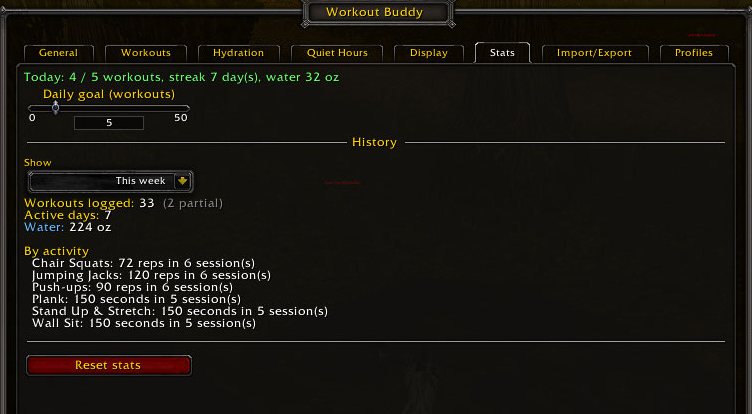 Workout Buddy
General Workouts Hydration Quiet Hours Display Stats Import/Export Profiles
Today: 4 / 5 workouts, streak 7 day(s), water 32 oz
Daily goal (workouts)
0 50
5
History
Show
This week
Workouts logged: 33 (2 partial)
Active days: 7
Water: 224 oz
By activity
Chair Squats: 72 reps in 6 session(s)
Jumping Jacks: 120 reps in 6 session(s)
Push-ups: 90 reps in 6 session(s)
Plank: 150 seconds in 5 session(s)
Stand Up & Stretch: 150 seconds in 5 session(s)
Wall Sit: 150 seconds in 5 session(s)
Reset stats